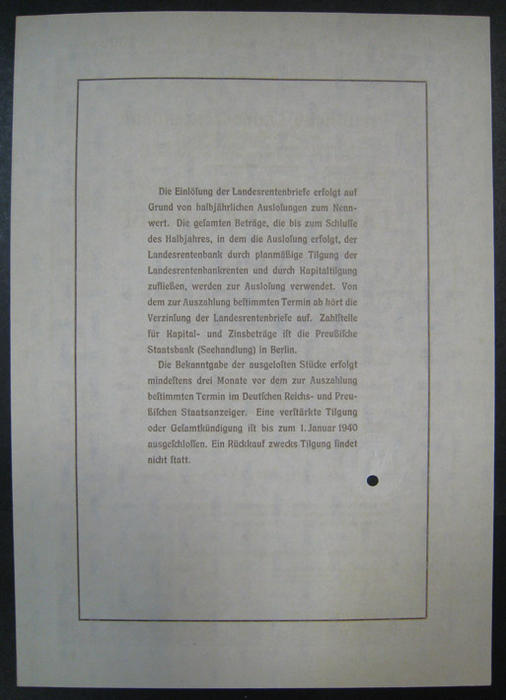 Die Einlöſung der Landesrentenbriefe erfolgt auf
Grund von halbjährlichen Ausloſungen zum Nenn-
wert. Die geſamten Beträge, die bis zum Schluſſe
des Halbjahres, in dem die Ausloſung erfolgt, der
Landesrentenbank durch planmäßige Tilgung der
Landesrentenbankrenten und durch Kapitaltilgung
zufließen, werden zur Ausloſung verwendet. Von
dem zur Auszahlung beſtimmten Termin ab hört die
Verzinſung der Landesrentenbriefe auf. Zahlſtelle
für Kapital- und Zinsbeträge iſt die Preußiſche
Staatsbank (Seehandlung) in Berlin.
Die Bekanntgabe der ausgeloſten Stücke erfolgt
mindeſtens drei Monate vor dem zur Auszahlung
beſtimmten Termin im Deutſchen Reichs- und Preu-
ßiſchen Staatsanzeiger. Eine verſtärkte Tilgung
oder Geſamtkündigung iſt bis zum 1. Januar 1940
ausgeſchloſſen. Ein Rückkauf zwecks Tilgung findet
nicht ſtatt.